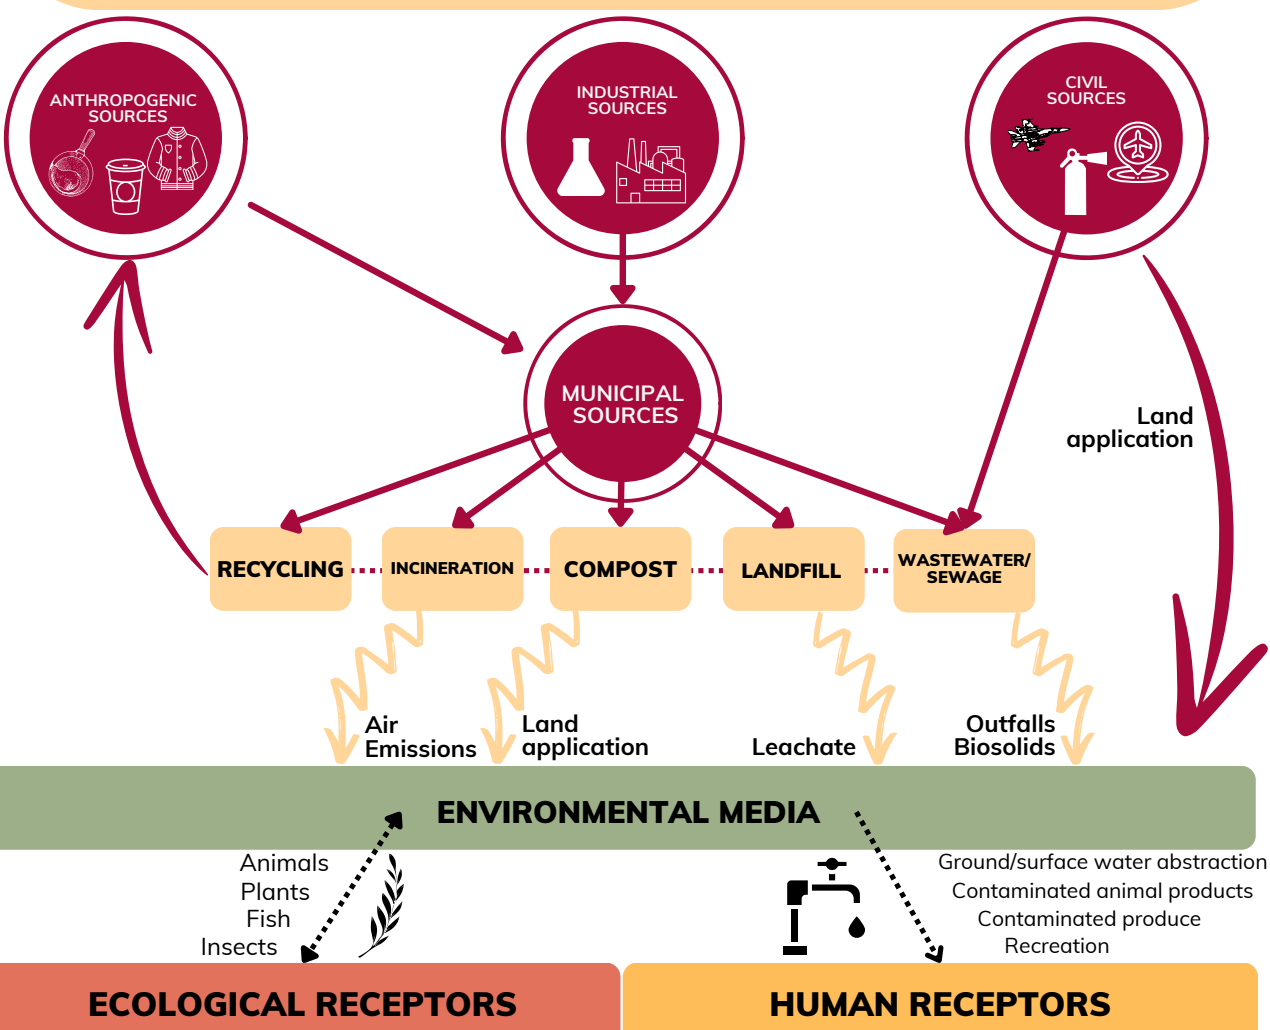 ANTHROPOGENIC
SOURCES
INDUSTRIAL
SOURCES
CIVIL
SOURCES
MUNICIPAL
SOURCES
Land
application
RECYCLING
INCINERATION
COMPOST
LANDFILL
WASTEWATER/
SEWAGE
Air
Emissions
Land
application
Leachate
Outfalls
Biosolids
ENVIRONMENTAL MEDIA
Animals
Plants
Fish
Insects
Ground/surface water abstraction
Contaminated animal products
Contaminated produce
Recreation
ECOLOGICAL RECEPTORS
HUMAN RECEPTORS